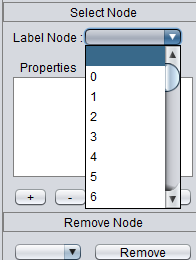 Select Node
Label Node :
0
Properties
1
2
3
4
5
6
+
-
Remove Node
Remove